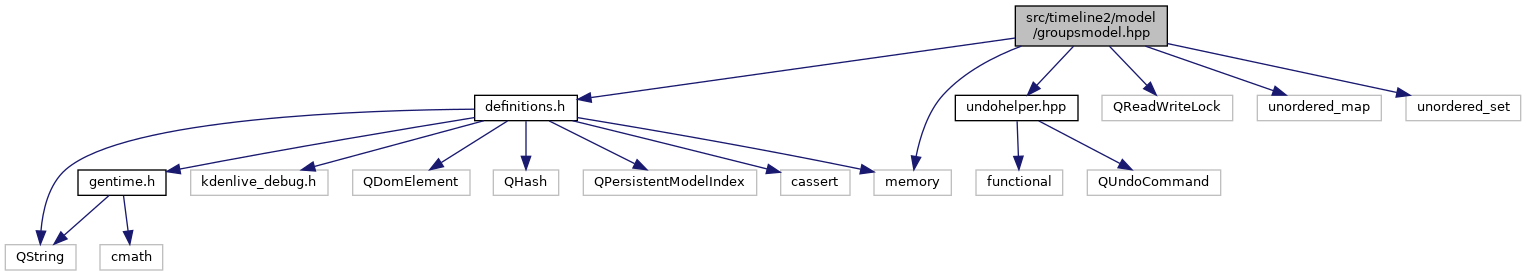 src/timeline2/model
/groupsmodel.hpp
definitions.h
undohelper.hpp
QReadWriteLock
unordered_map
unordered_set
gentime.h
kdenlive_debug.h
QDomElement
QHash
QPersistentModelIndex
cassert
memory
functional
QUndoCommand
QString
cmath